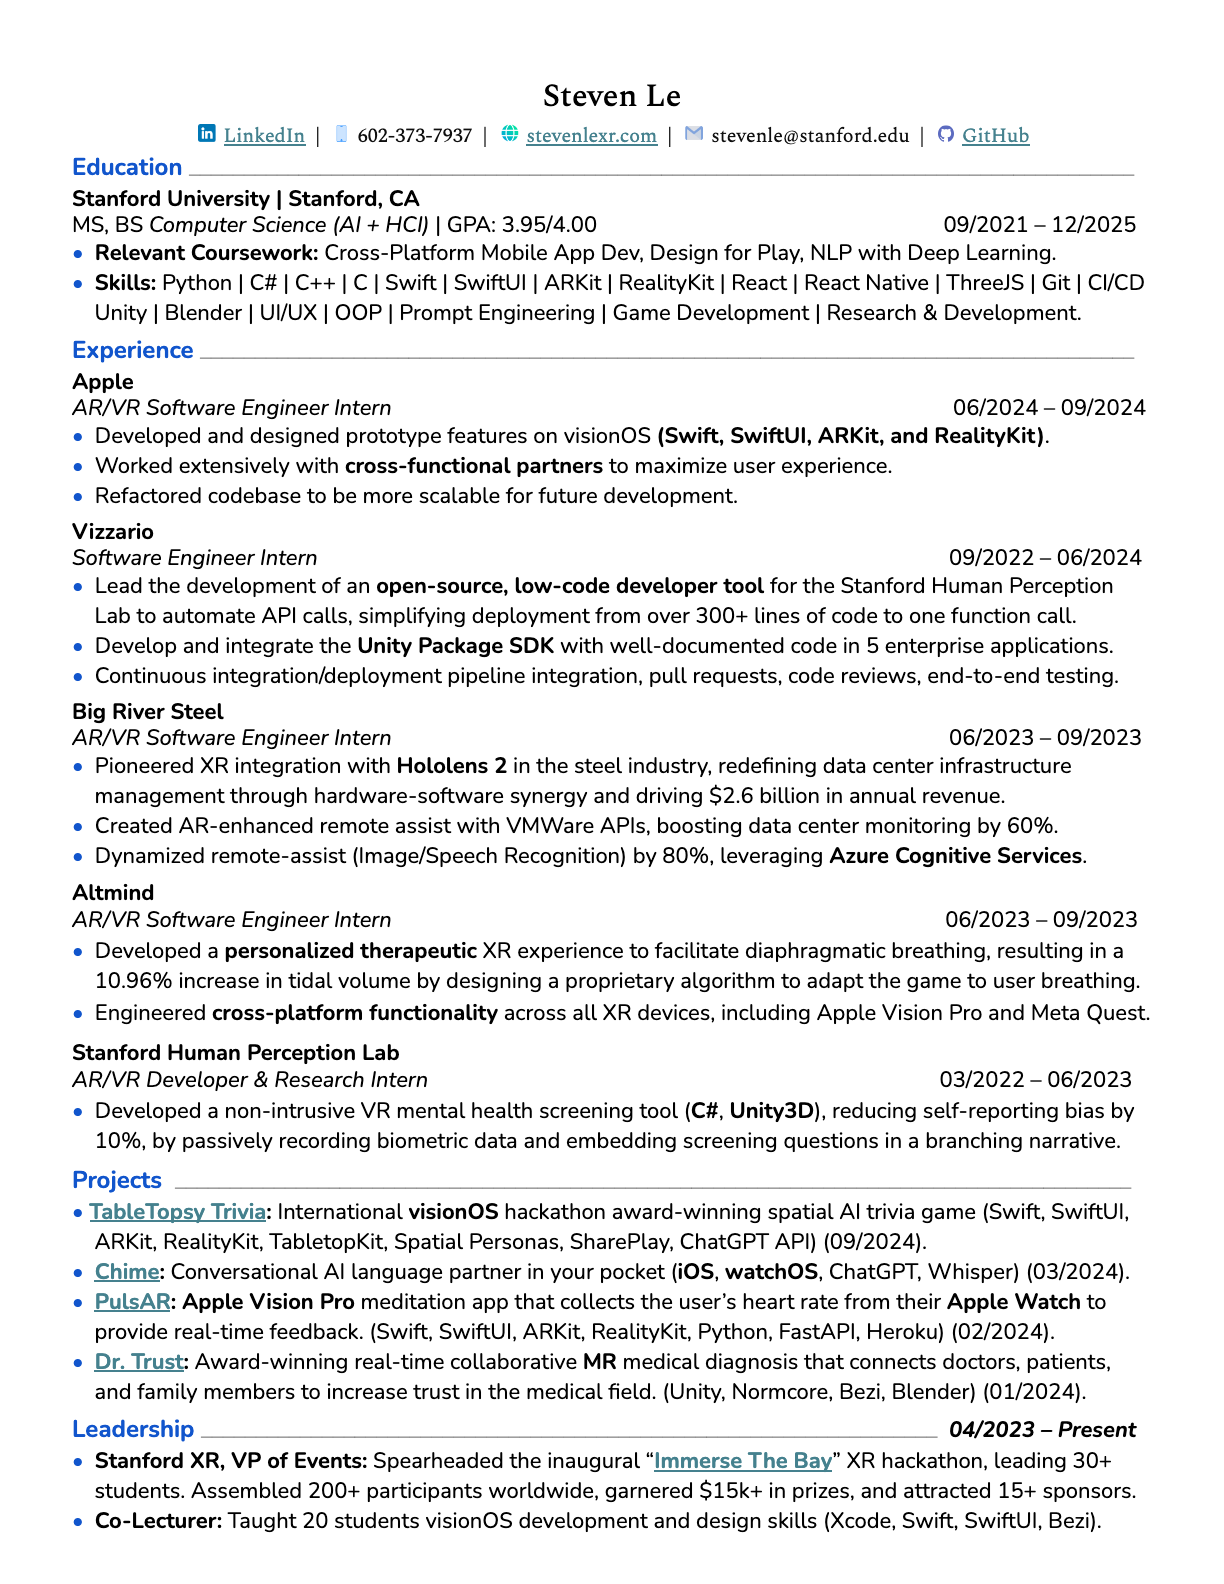 Steven Le
LinkedIn | 602-373-7937 | stevenlexr.com | stevenle@stanford.edu | GitHub
Education
Stanford University | Stanford, CA
MS, BS Computer Science (AI + HCI) | GPA: 3.95/4.00 09/2021 – 12/2025
• Relevant Coursework: Cross-Platform Mobile App Dev, Design for Play, NLP with Deep Learning.
• Skills: Python | C# | C++ | C | Swift | SwiftUI | ARKit | RealityKit | React | React Native | ThreeJS | Git | CI/CD
Unity | Blender | UI/UX | OOP | Prompt Engineering | Game Development | Research & Development.
Experience
Apple
AR/VR Software Engineer Intern 06/2024 – 09/2024
• Developed and designed prototype features on visionOS (Swift, SwiftUI, ARKit, and RealityKit).
• Worked extensively with cross-functional partners to maximize user experience.
• Refactored codebase to be more scalable for future development.
Vizzario
Software Engineer Intern 09/2022 – 06/2024
• Lead the development of an open-source, low-code developer tool for the Stanford Human Perception
Lab to automate API calls, simplifying deployment from over 300+ lines of code to one function call.
• Develop and integrate the Unity Package SDK with well-documented code in 5 enterprise applications.
• Continuous integration/deployment pipeline integration, pull requests, code reviews, end-to-end testing.
Big River Steel
AR/VR Software Engineer Intern 06/2023 – 09/2023
• Pioneered XR integration with Hololens 2 in the steel industry, redefining data center infrastructure
management through hardware-software synergy and driving $2.6 billion in annual revenue.
• Created AR-enhanced remote assist with VMWare APIs, boosting data center monitoring by 60%.
• Dynamized remote-assist (Image/Speech Recognition) by 80%, leveraging Azure Cognitive Services.
Altmind
AR/VR Software Engineer Intern 06/2023 – 09/2023
• Developed a personalized therapeutic XR experience to facilitate diaphragmatic breathing, resulting in a
10.96% increase in tidal volume by designing a proprietary algorithm to adapt the game to user breathing.
• Engineered cross-platform functionality across all XR devices, including Apple Vision Pro and Meta Quest.
Stanford Human Perception Lab
AR/VR Developer & Research Intern 03/2022 – 06/2023
• Developed a non-intrusive VR mental health screening tool (C#, Unity3D), reducing self-reporting bias by
10%, by passively recording biometric data and embedding screening questions in a branching narrative.
Projects
• TableTopsy Trivia: International visionOS hackathon award-winning spatial AI trivia game (Swift, SwiftUI,
ARKit, RealityKit, TabletopKit, Spatial Personas, SharePlay, ChatGPT API) (09/2024).
• Chime: Conversational AI language partner in your pocket (iOS, watchOS, ChatGPT, Whisper) (03/2024).
• PulsAR: Apple Vision Pro meditation app that collects the user’s heart rate from their Apple Watch to
provide real-time feedback. (Swift, SwiftUI, ARKit, RealityKit, Python, FastAPI, Heroku) (02/2024).
• Dr. Trust: Award-winning real-time collaborative MR medical diagnosis that connects doctors, patients,
and family members to increase trust in the medical field. (Unity, Normcore, Bezi, Blender) (01/2024).
Leadership 04/2023 – Present
• Stanford XR, VP of Events: Spearheaded the inaugural “Immerse The Bay” XR hackathon, leading 30+
students. Assembled 200+ participants worldwide, garnered $15k+ in prizes, and attracted 15+ sponsors.
• Co-Lecturer: Taught 20 students visionOS development and design skills (Xcode, Swift, SwiftUI, Bezi).